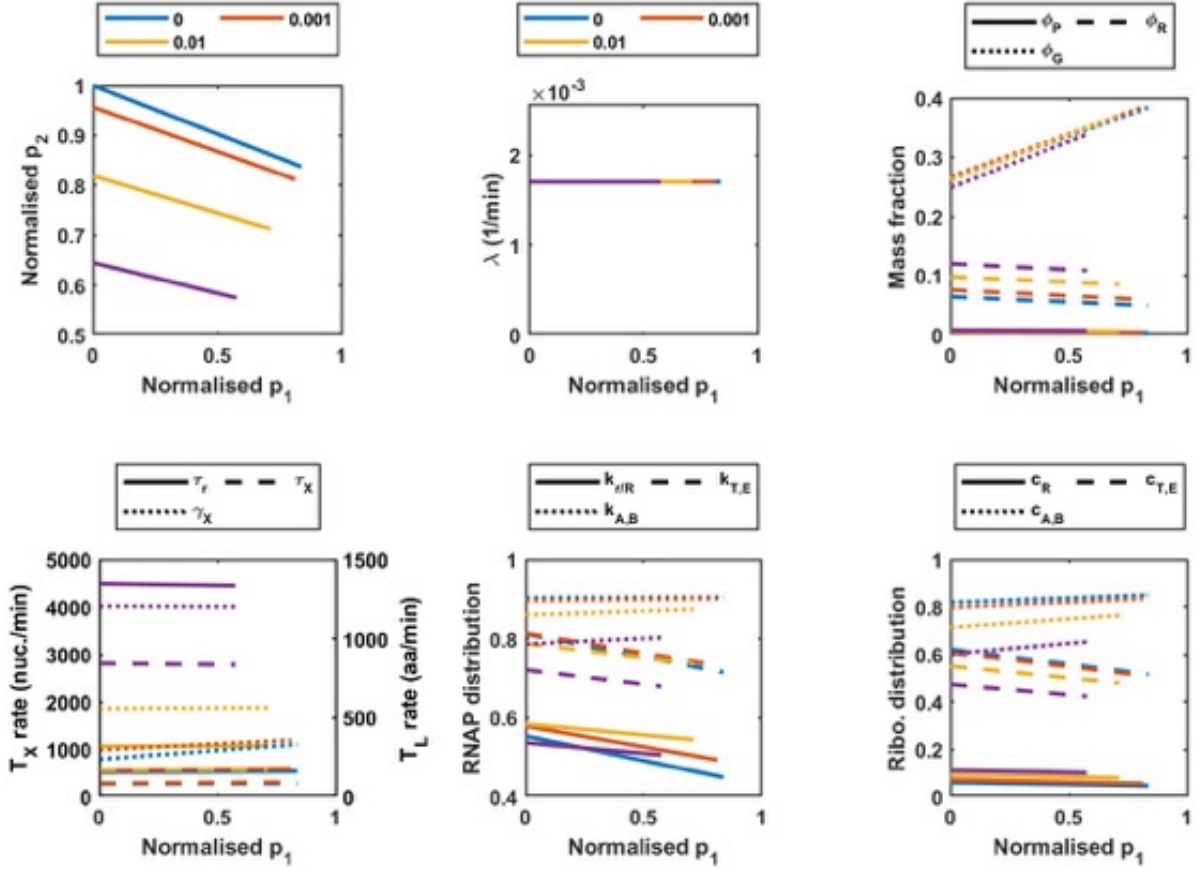 0 0.001
0.01
1
0.9
0.8
0.7
0.6
0.5
0 0.5 1
Normalised p2
Normalised p1
0 0.001
0.01
×10⁻³
2
1
0
0 0.5 1
λ (1/min)
Normalised p1
ϕP ϕR
ϕG
0.4
0.3
0.2
0.1
0
0 0.5 1
Mass fraction
Normalised p1
τr τX
γX
5000
4000
3000
2000
1000
0
1500
1000
500
0
0 0.5 1
TX rate (nuc./min)
TL rate (aa/min)
Normalised p1
kr/R kT,E
kA,B
1
0.8
0.6
0.4
0 0.5 1
RNAP distribution
Normalised p1
cR cT,E
cA,B
1
0.8
0.6
0.4
0.2
0
0 0.5 1
Ribo. distribution
Normalised p1